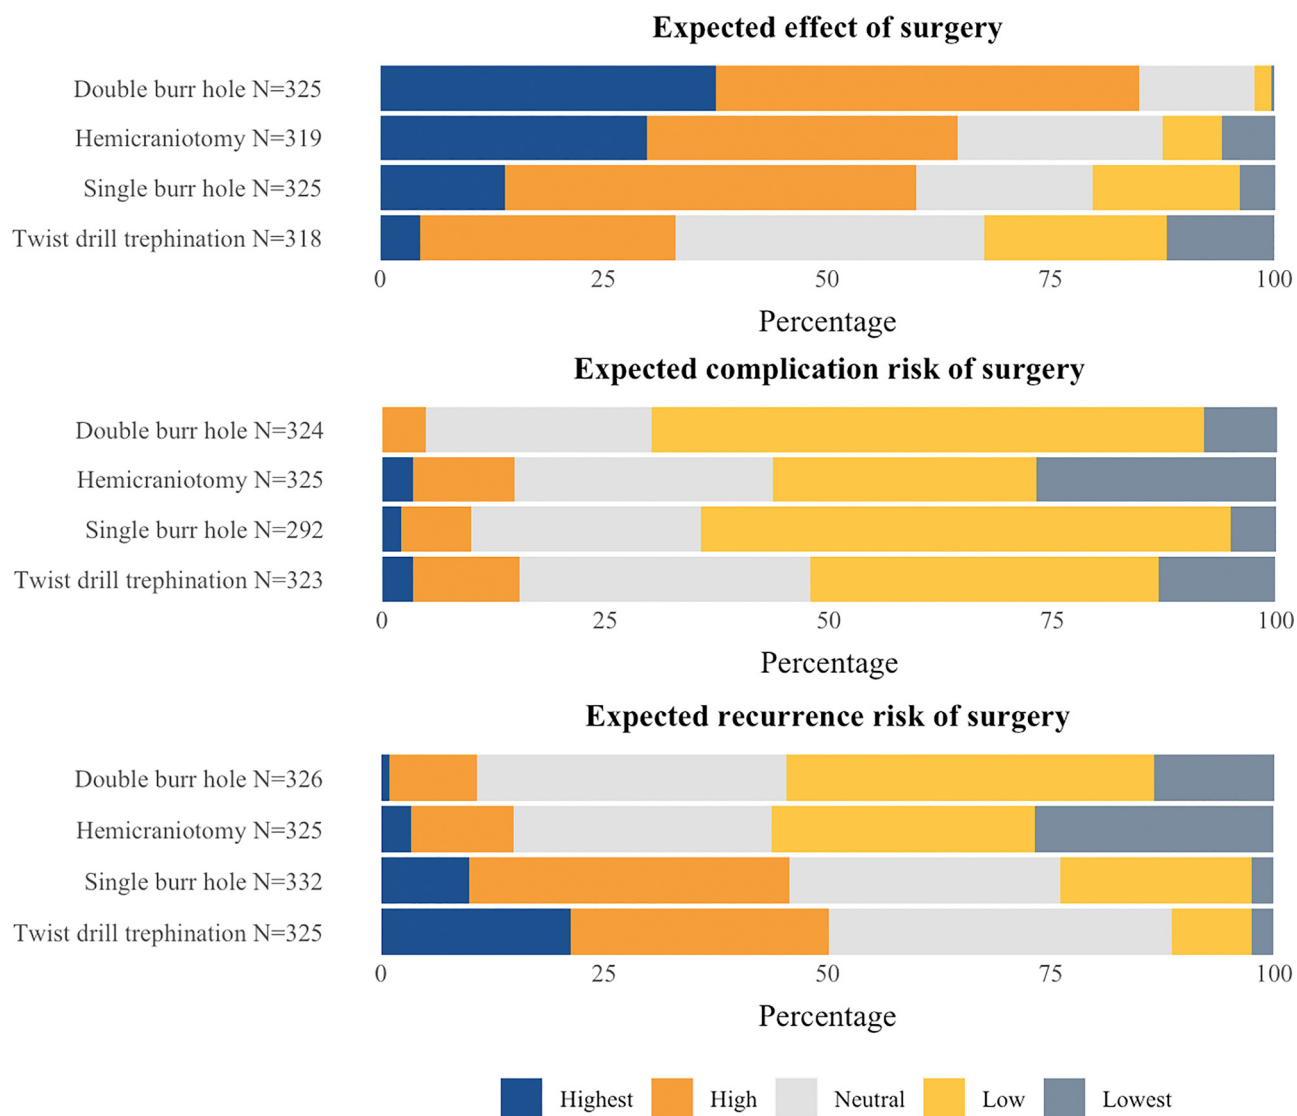 Expected effect of surgery
Double burr hole N=325
Hemicraniotomy N=319
Single burr hole N=325
Twist drill trephination N=318
0 25 50 75 100
Percentage
Expected complication risk of surgery
Double burr hole N=324
Hemicraniotomy N=325
Single burr hole N=292
Twist drill trephination N=323
0 25 50 75 100
Percentage
Expected recurrence risk of surgery
Double burr hole N=326
Hemicraniotomy N=325
Single burr hole N=332
Twist drill trephination N=325
0 25 50 75 100
Percentage
Highest High Neutral Low Lowest